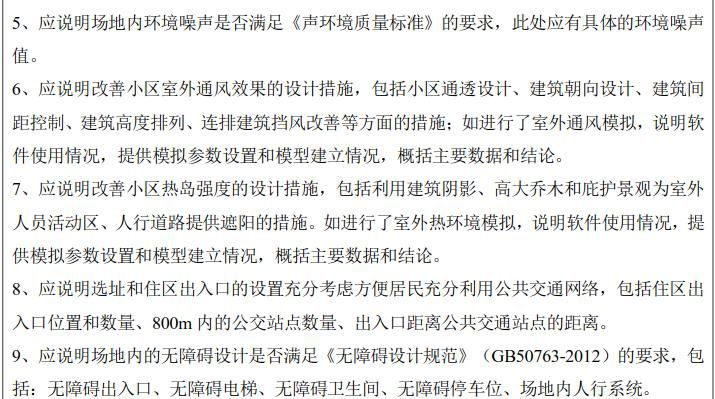 5、应说明场地内环境噪声是否满足《声环境质量标准》的要求，此处应有具体的环境噪声
值。
6、应说明改善小区室外通风效果的设计措施，包括小区通透设计、建筑朝向设计、建筑间
距控制、建筑高度排列、连排建筑挡风改善等方面的措施；如进行了室外通风模拟，说明软
件使用情况，提供模拟参数设置和模型建立情况，概括主要数据和结论。
7、应说明改善小区热岛强度的设计措施，包括利用建筑阴影、高大乔木和庇护景观为室外
人员活动区、人行道路提供遮阳的措施。如进行了室外热环境模拟，说明软件使用情况，提
供模拟参数设置和模型建立情况，概括主要数据和结论。
8、应说明选址和住区出入口的设置充分考虑方便居民充分利用公共交通网络，包括住区出
入口位置和数量、800m 内的公交站点数量、出入口距离公共交通站点的距离。
9、应说明场地内的无障碍设计是否满足《无障碍设计规范》（GB50763-2012）的要求，包
括：无障碍出入口、无障碍电梯、无障碍卫生间、无障碍停车位、场地内人行系统。